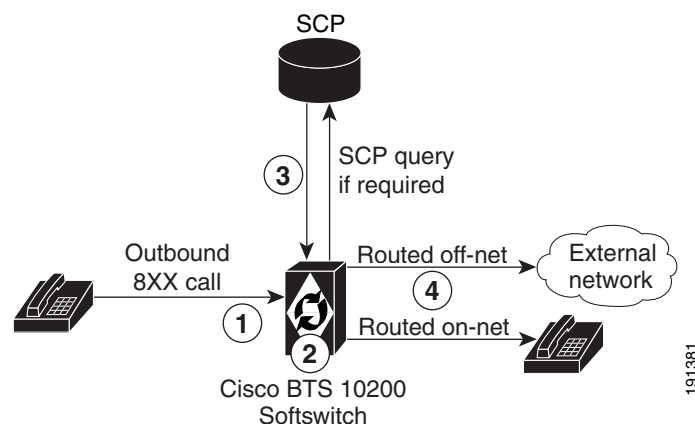 SCP
3
SCP query
if required
Outbound
8XX call
1
2
Routed off-net
4
External
network
Routed on-net
Cisco BTS 10200
Softswitch
191381